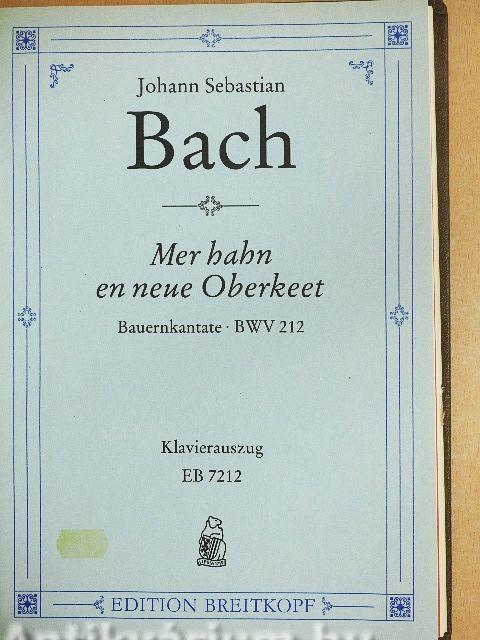 Johann Sebastian
Bach
Mer hahn
en neue Oberkeet
Bauernkantate · BWV 212
Klavierauszug
EB 7212
EDITION BREITKOPF